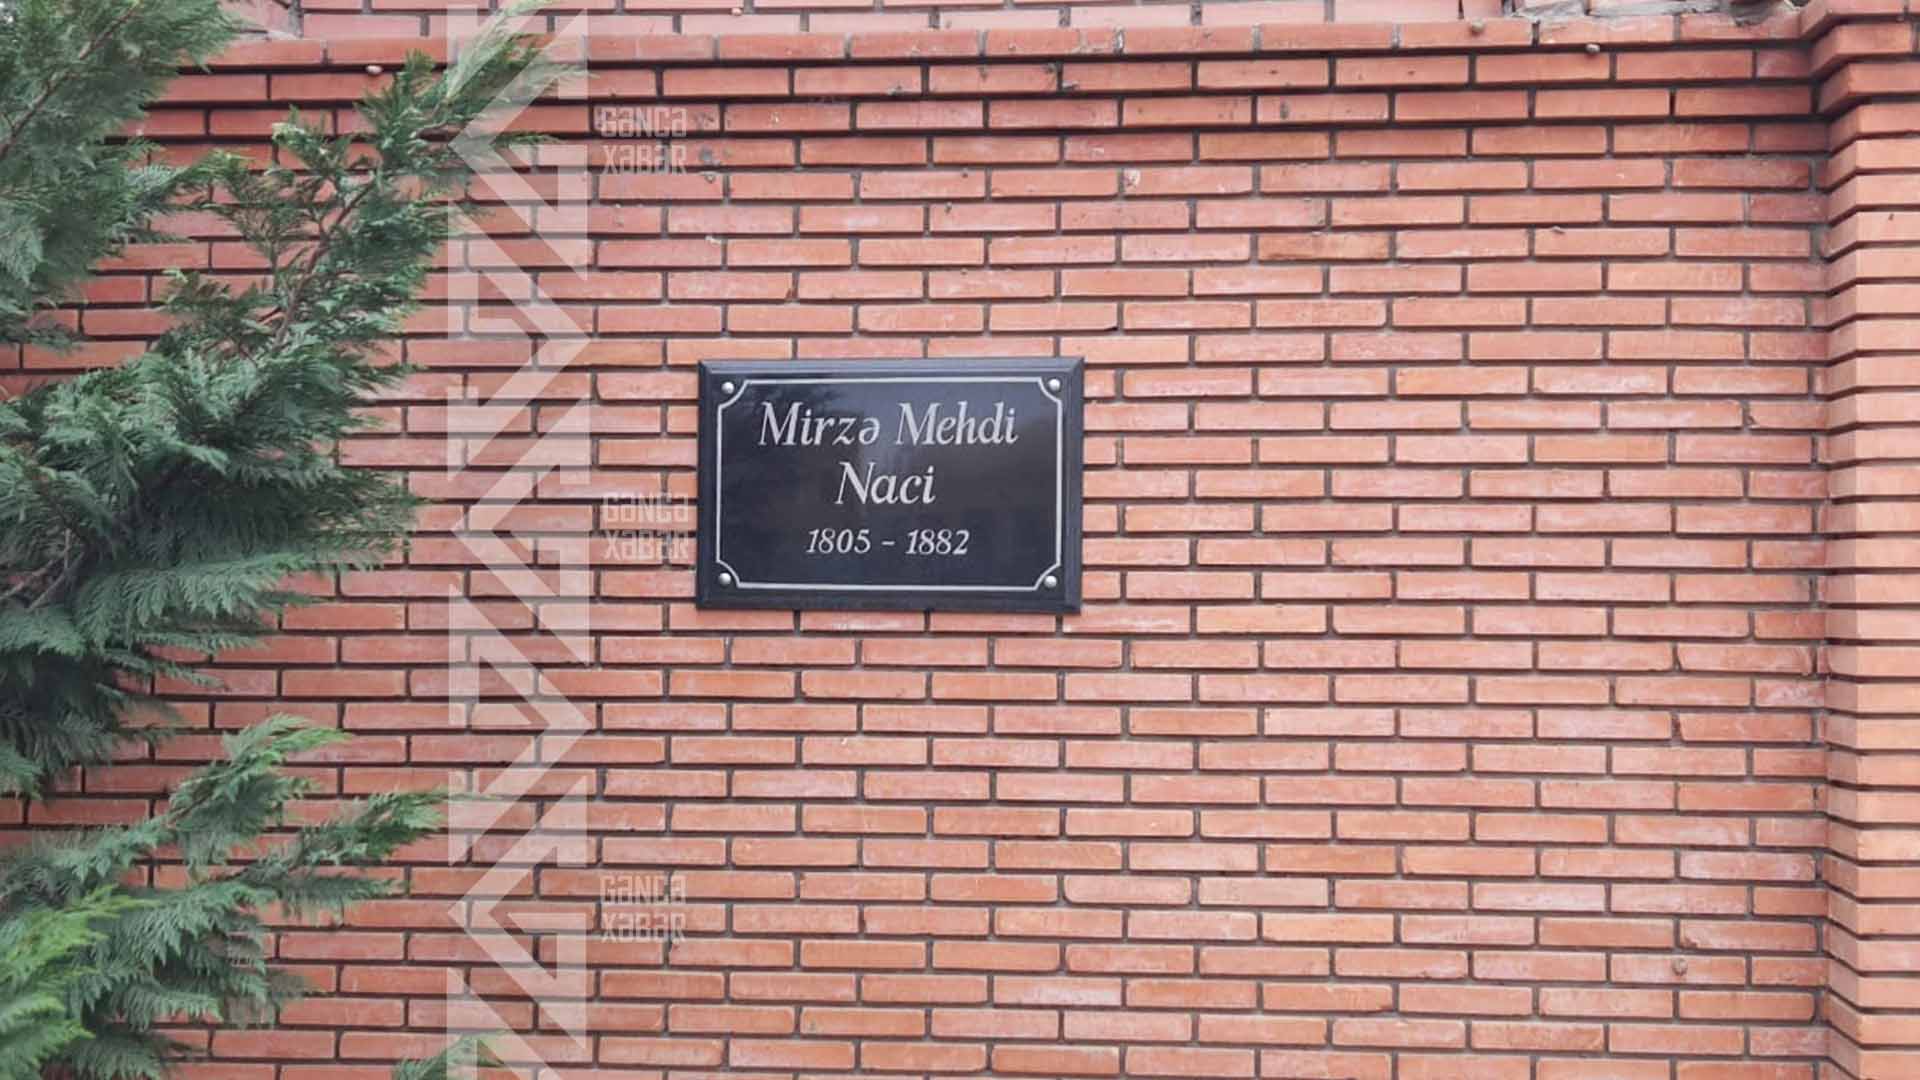 GƏNCƏ
XƏBƏR
Mirzə Mehdi
Naci
1805 - 1882
GƏNCƏ
XƏBƏR
GƏNCƏ
XƏBƏR